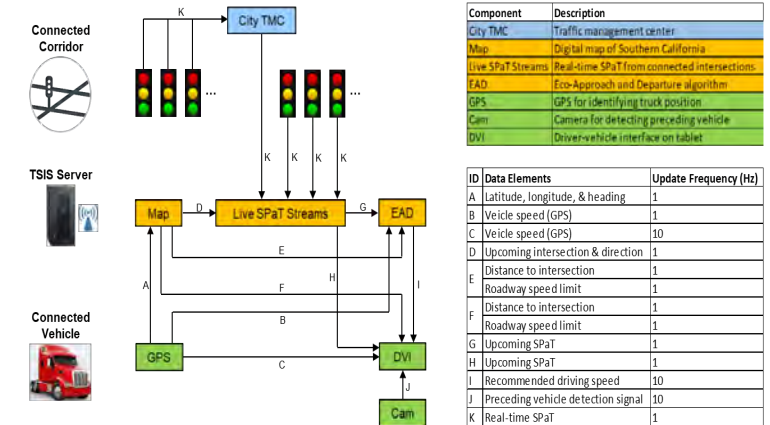 K
City TMC
Connected
Corridor
...
...
K
K
K
K
TSIS Server
Map
D
Live SPaT Streams
G
EAD
E
H
A
F
I
B
Connected
Vehicle
GPS
C
DVI
J
Cam
Component Description
City TMC Traffic management center
Map Digital map of Southern California
Live SPaT Streams Real-time SPaT from connected intersections
EAD Eco-Approach and Departure algorithm
GPS GPS for identifying truck position
Cam Camera for detecting preceding vehicle
DVI Driver-vehicle interface on tablet
ID Data Elements Update Frequency (Hz)
A Latitude, longitude, & heading 1
B Veicle speed (GPS) 1
C Veicle speed (GPS) 10
D Upcoming intersection & direction 1
E Distance to intersection 1
Roadway speed limit 1
F Distance to intersection 1
Roadway speed limit 1
G Upcoming SPaT 1
H Upcoming SPaT 1
I Recommended driving speed 10
J Preceding vehicle detection signal 10
K Real-time SPaT 1